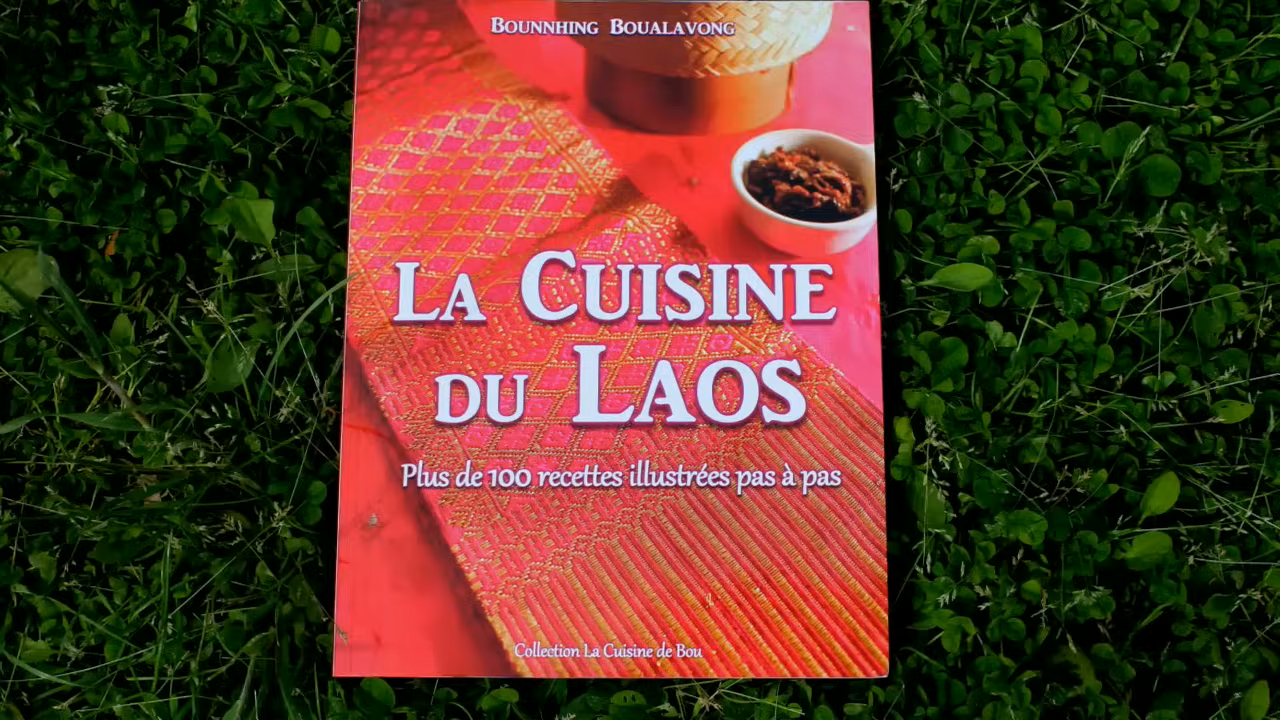 Bounnhing Boualavong
La Cuisine
du Laos
Plus de 100 recettes illustrées pas à pas
Collection La Cuisine de Bou